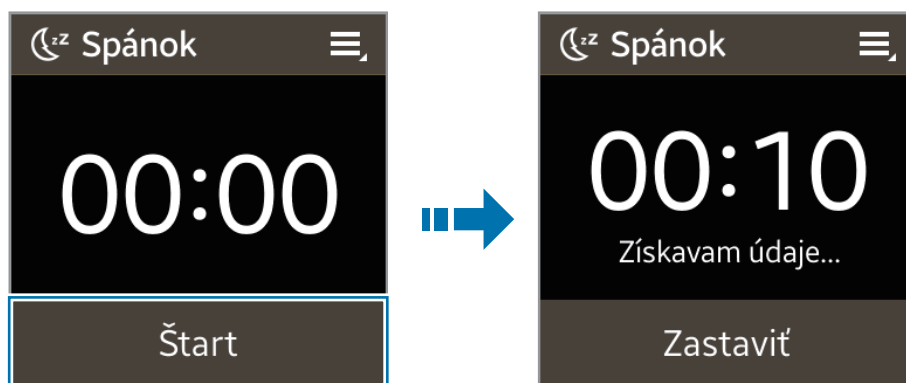 Spánok
00:00
Štart
Spánok
00:10
Získavam údaje...
Zastaviť